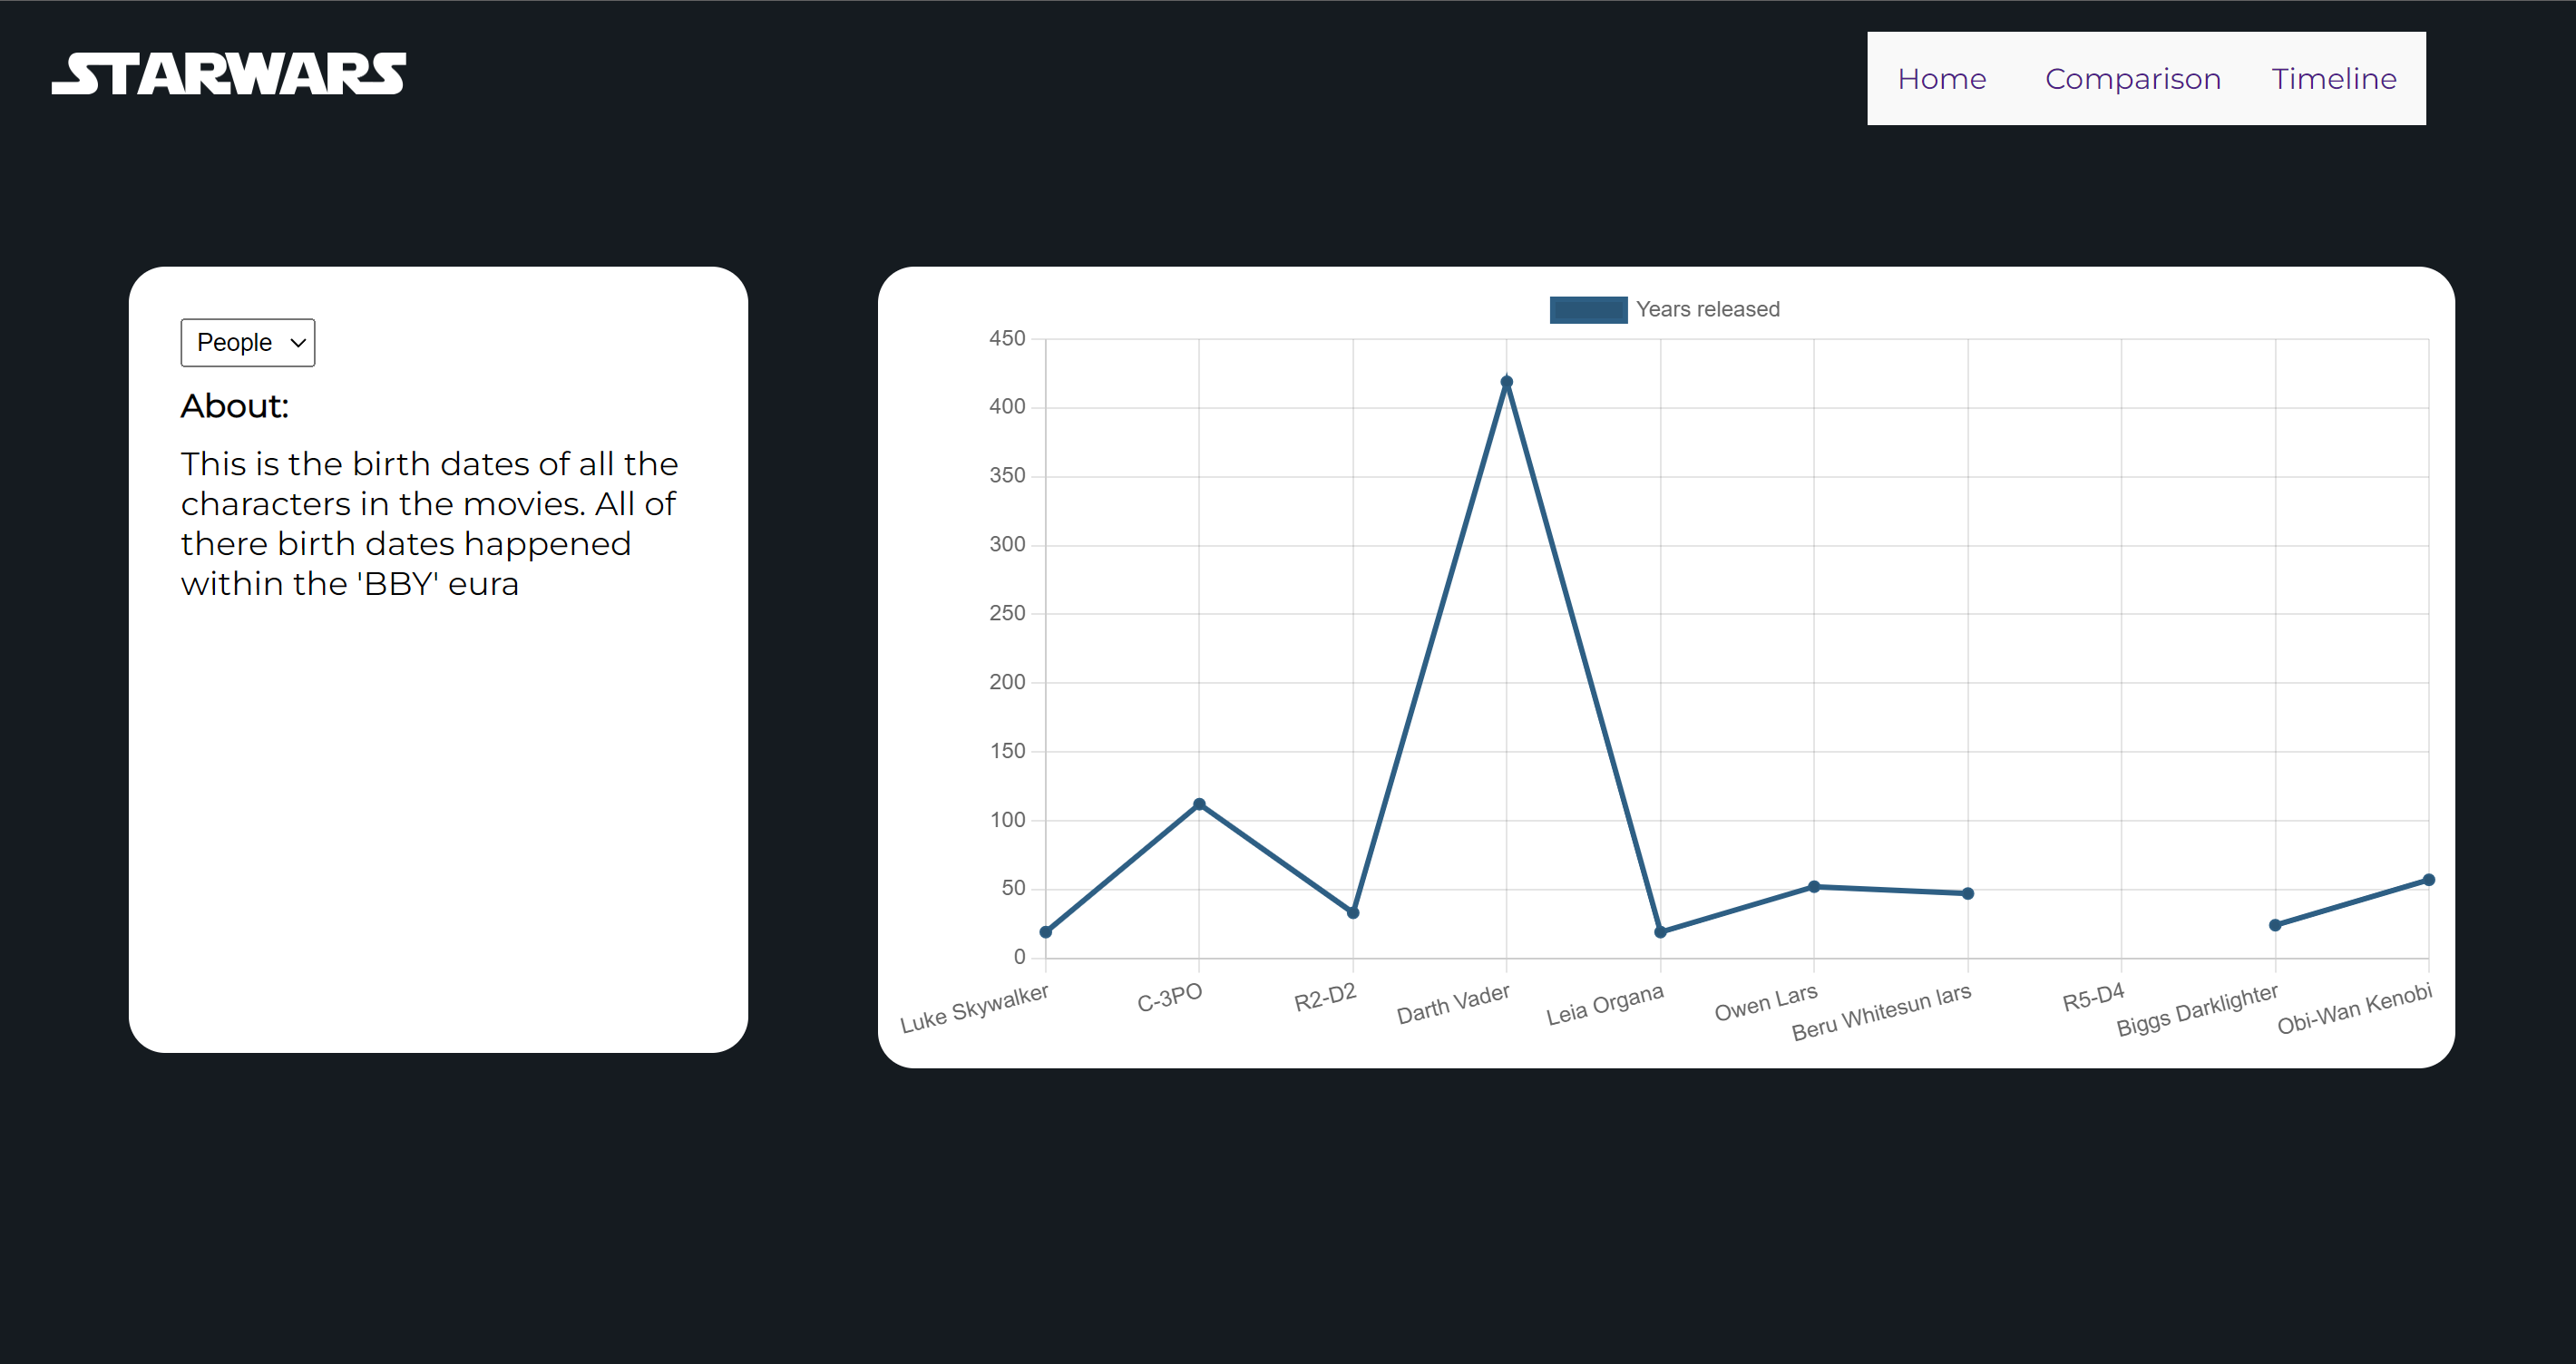 STARWARS
Home Comparison Timeline
People
About:
This is the birth dates of all the
characters in the movies. All of
there birth dates happened
within the 'BBY' eura
Years released
450
400
350
300
250
200
150
100
50
0
Luke Skywalker
C-3PO
R2-D2
Darth Vader
Leia Organa
Owen Lars
Beru Whitesun lars
R5-D4
Biggs Darklighter
Obi-Wan Kenobi